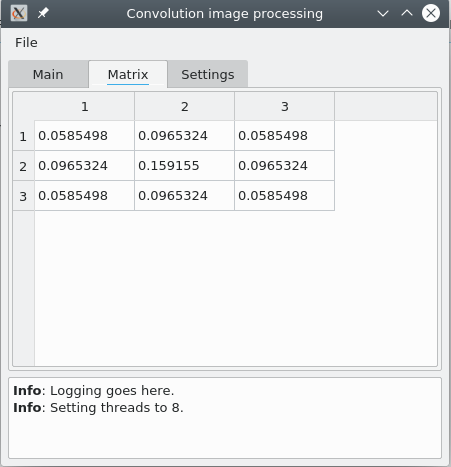 Convolution image processing
File
Main Matrix Settings
1 2 3
1 0.0585498 0.0965324 0.0585498
2 0.0965324 0.159155 0.0965324
3 0.0585498 0.0965324 0.0585498
Info: Logging goes here.
Info: Setting threads to 8.